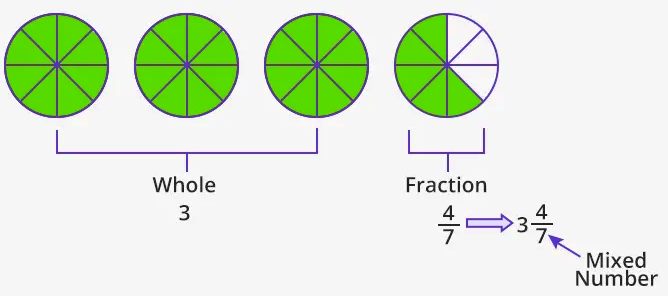 Whole
3
Fraction
4/7 ⇒ 3 4/7
Mixed
Number